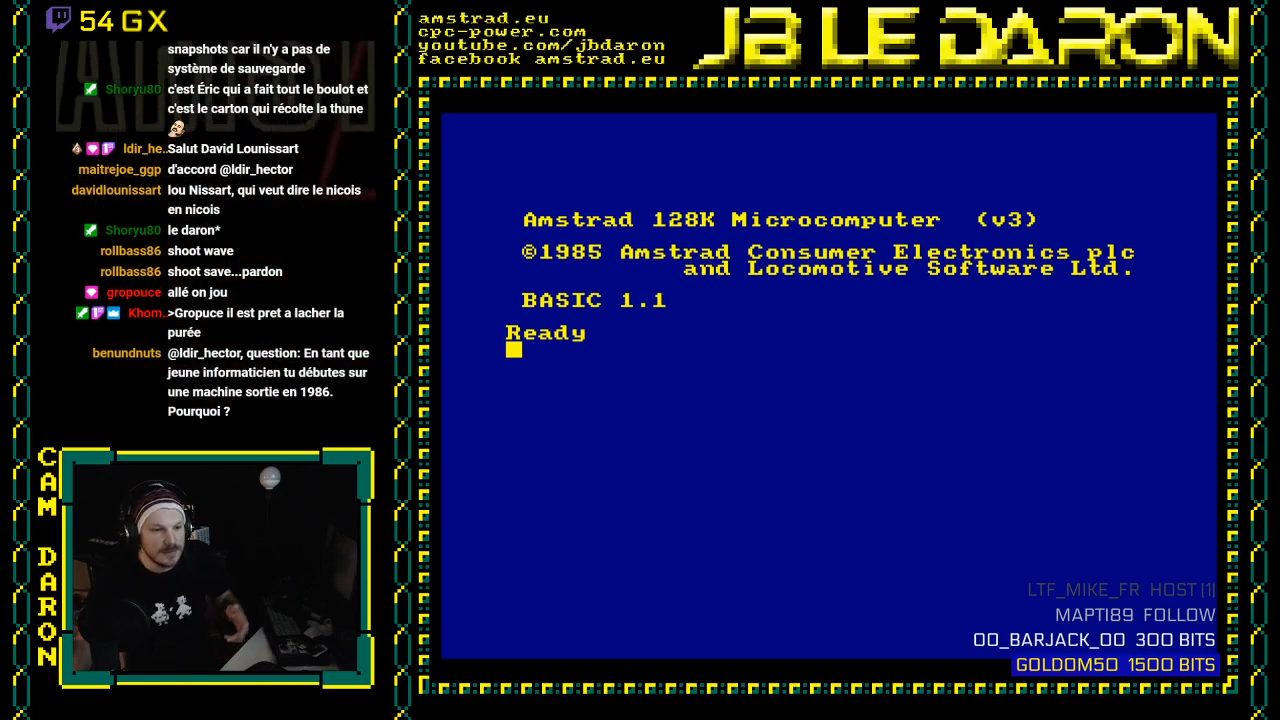 54 GX
snapshots car il n'y a pas de
système de sauvegarde
Shoryu80 c'est Éric qui a fait tout le boulot et
c'est le carton qui récolte la thune
ldir_he.. Salut David Lounissart
maitrejoe_ggp d'accord @ldir_hector
davidlounissart lou Nissart, qui veut dire le nicois
en nicois
Shoryu80 le daron*
rollbass86 shoot wave
rollbass86 shoot save...pardon
gropouce allé on jou
Khom.. >Gropuce il est pret a lacher la
purée
benundnuts @ldir_hector, question: En tant que
jeune informaticien tu débutes sur
une machine sortie en 1986.
Pourquoi ?
CAM DARON
amstrad.eu
cpc-power.com
youtube.com/jbdaron
facebook amstrad.eu
JB LE DARON
Amstrad 128K Microcomputer (v3)
©1985 Amstrad Consumer Electronics plc
and Locomotive Software Ltd.
BASIC 1.1
Ready
LTF_MIKE_FR HOST [1]
MAPTI89 FOLLOW
OO_BARJACK_OO 300 BITS
GOLDOM50 1500 BITS